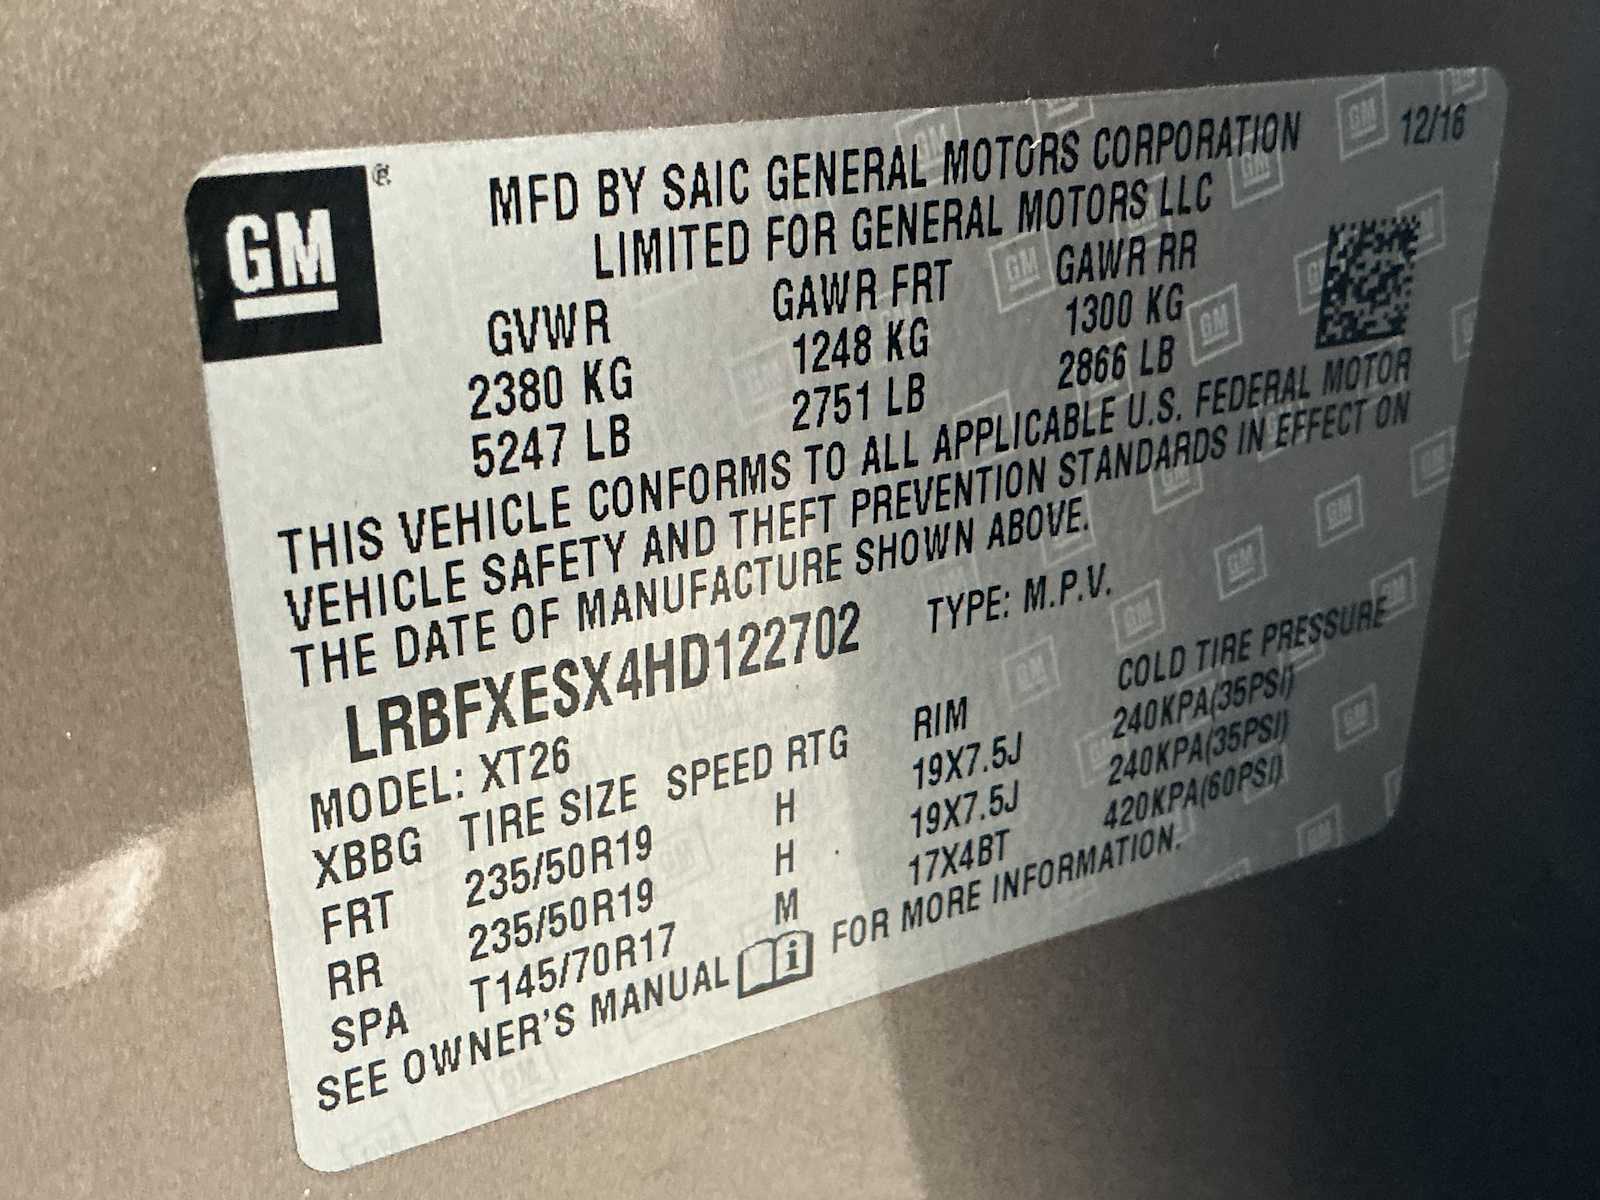 GM
®
MFD BY SAIC GENERAL MOTORS CORPORATION
12/16
LIMITED FOR GENERAL MOTORS LLC
GVWR GAWR FRT GAWR RR
2380 KG 1248 KG 1300 KG
5247 LB 2751 LB 2866 LB
THIS VEHICLE CONFORMS TO ALL APPLICABLE U.S. FEDERAL MOTOR
VEHICLE SAFETY AND THEFT PREVENTION STANDARDS IN EFFECT ON
THE DATE OF MANUFACTURE SHOWN ABOVE.
LRBFXESX4HD122702 TYPE: M.P.V.
MODEL: XT26
XBBG TIRE SIZE SPEED RTG RIM COLD TIRE PRESSURE
FRT 235/50R19 H 19X7.5J 240KPA(35PSI)
RR 235/50R19 H 19X7.5J 240KPA(35PSI)
SPA T145/70R17 M 17X4BT 420KPA(60PSI)
SEE OWNER'S MANUAL i FOR MORE INFORMATION.